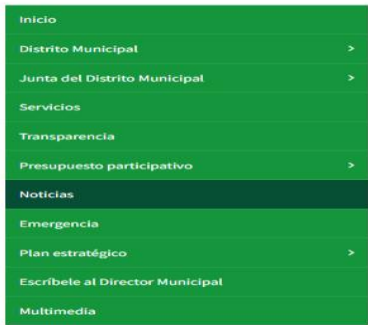 Inicio
Distrito Municipal >
Junta del Distrito Municipal >
Servicios
Transparencia
Presupuesto participativo >
Noticias
Emergencia
Plan estratégico >
Escríbele al Director Municipal
Multimedia